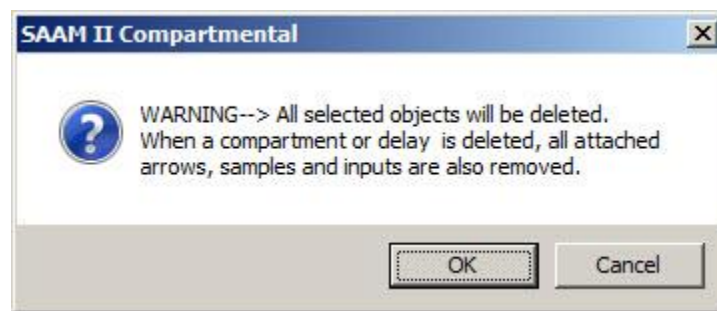 SAAM II Compartmental
WARNING--> All selected objects will be deleted.
When a compartment or delay  is deleted, all attached
arrows, samples and inputs are also removed.
OK
Cancel